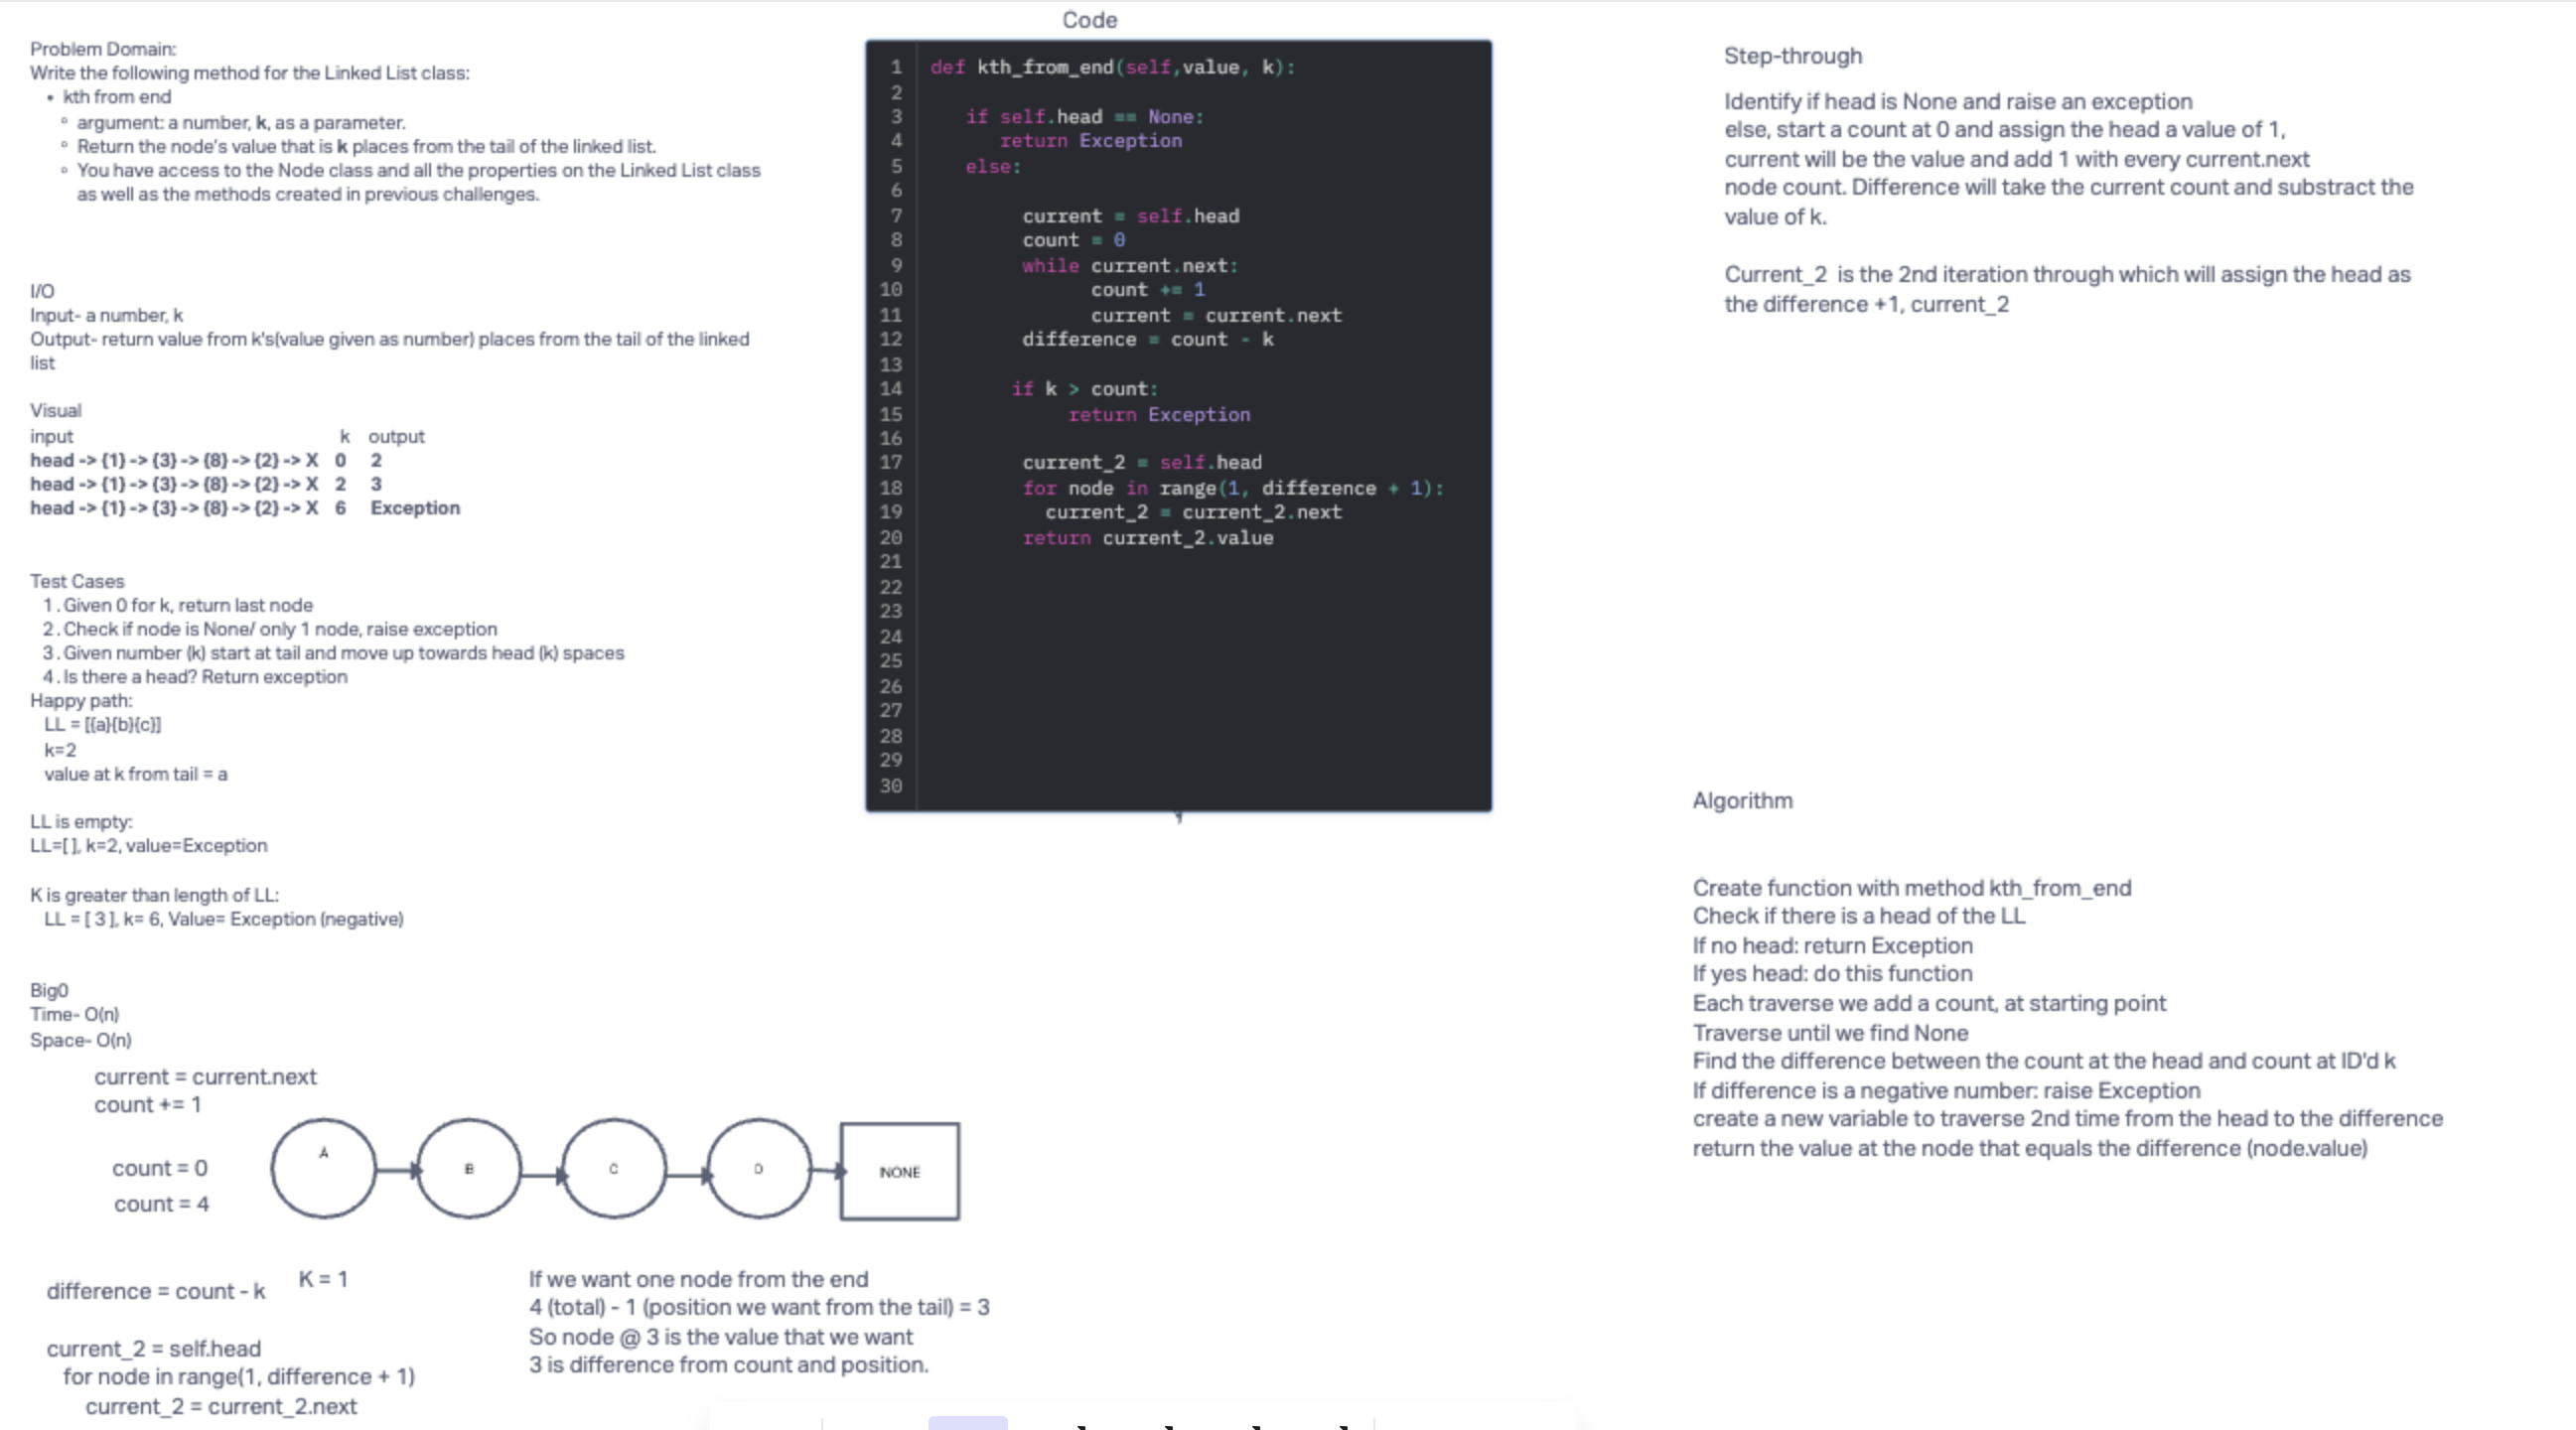 Problem Domain:
Write the following method for the Linked List class:
• kth from end
◦ argument: a number, k, as a parameter.
◦ Return the node's value that is k places from the tail of the linked list.
◦ You have access to the Node class and all the properties on the Linked List class
as well as the methods created in previous challenges.
I/O
Input- a number, k
Output- return value from k's(value given as number) places from the tail of the linked
list
Visual
input k output
head -> {1} -> {3} -> {8} -> {2} -> X 0 2
head -> {1} -> {3} -> {8} -> {2} -> X 2 3
head -> {1} -> {3} -> {8} -> {2} -> X 6 Exception
Test Cases
1. Given 0 for k, return last node
2. Check if node is None/ only 1 node, raise exception
3. Given number (k) start at tail and move up towards head (k) spaces
4. Is there a head? Return exception
Happy path:
LL = [{a}{b}{c}]
k=2
value at k from tail = a
LL is empty:
LL=[ ], k=2, value=Exception
K is greater than length of LL:
LL = [ 3 ], k= 6, Value= Exception (negative)
Big0
Time- O(n)
Space- O(n)
current = current.next
count += 1
count = 0
count = 4
A
B
C
D
NONE
difference = count - k
K = 1
current_2 = self.head
for node in range(1, difference + 1)
current_2 = current_2.next
If we want one node from the end
4 (total) - 1 (position we want from the tail) = 3
So node @ 3 is the value that we want
3 is difference from count and position.
Code
1 def kth_from_end(self,value, k):
2
3 if self.head == None:
4 return Exception
5 else:
6
7 current = self.head
8 count = 0
9 while current.next:
10 count += 1
11 current = current.next
12 difference = count - k
13
14 if k > count:
15 return Exception
16
17 current_2 = self.head
18 for node in range(1, difference + 1):
19 current_2 = current_2.next
20 return current_2.value
21
22
23
24
25
26
27
28
29
30
Step-through
Identify if head is None and raise an exception
else, start a count at 0 and assign the head a value of 1,
current will be the value and add 1 with every current.next
node count. Difference will take the current count and substract the
value of k.
Current_2 is the 2nd iteration through which will assign the head as
the difference +1, current_2
Algorithm
Create function with method kth_from_end
Check if there is a head of the LL
If no head: return Exception
If yes head: do this function
Each traverse we add a count, at starting point
Traverse until we find None
Find the difference between the count at the head and count at ID'd k
If difference is a negative number: raise Exception
create a new variable to traverse 2nd time from the head to the difference
return the value at the node that equals the difference (node.value)